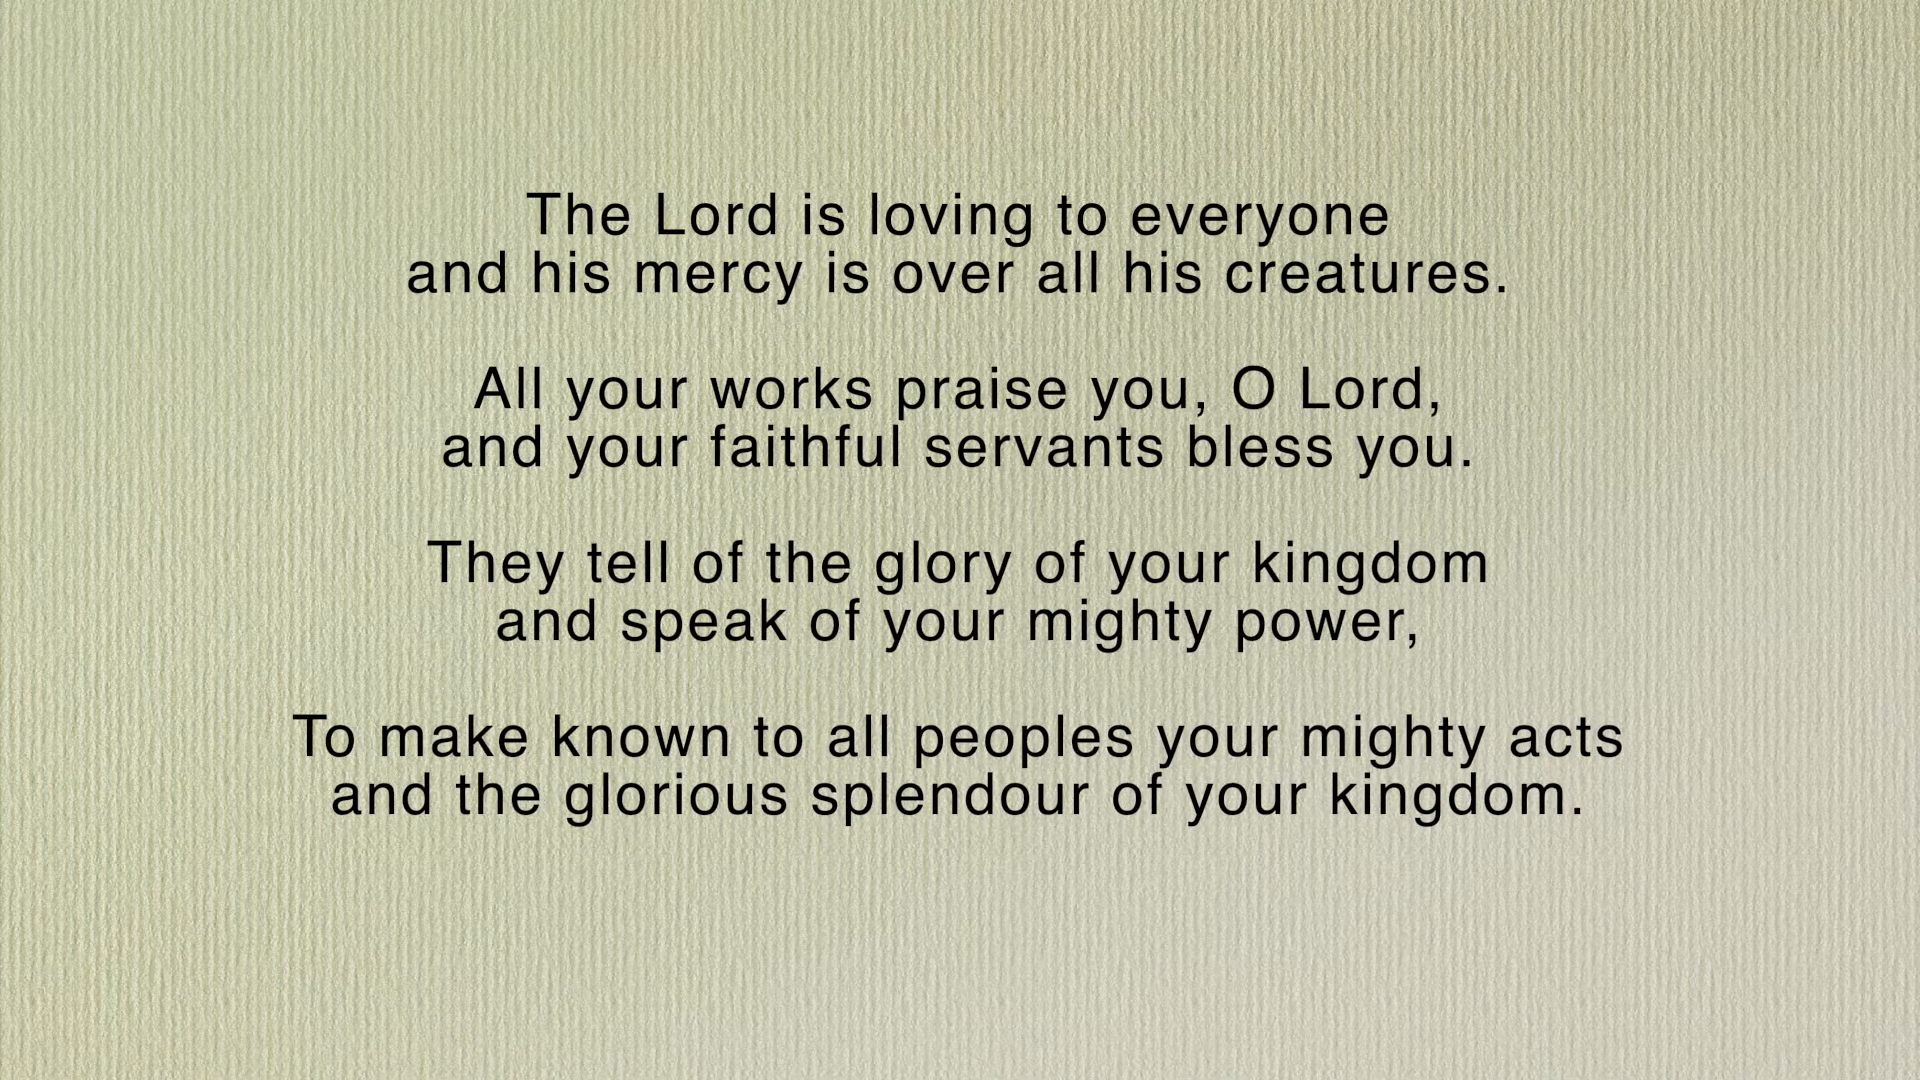 The Lord is loving to everyone
and his mercy is over all his creatures.
All your works praise you, O Lord,
and your faithful servants bless you.
They tell of the glory of your kingdom
and speak of your mighty power,
To make known to all peoples your mighty acts
and the glorious splendour of your kingdom.